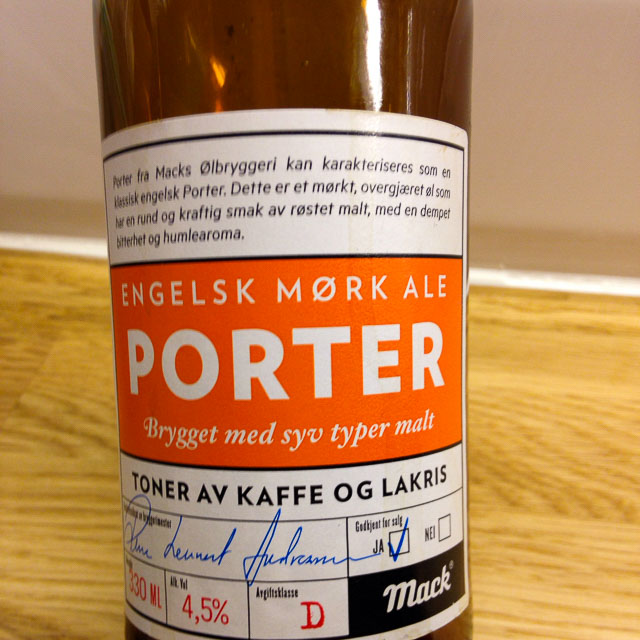 Porter fra Macks Ølbryggeri kan karakteriseres som en
klassisk engelsk Porter. Dette er et mørkt, overgjæret øl som
har en rund og kraftig smak av røstet malt, med en dempet
bitterhet og humlearoma.
ENGELSK MØRK ALE
PORTER
Brygget med syv typer malt
TONER AV KAFFE OG LAKRIS
Godkjent for salg
JA NEI
Lennart
330 ML
Alk. Vol
4,5%
Avgiftsklasse
D
Mack®